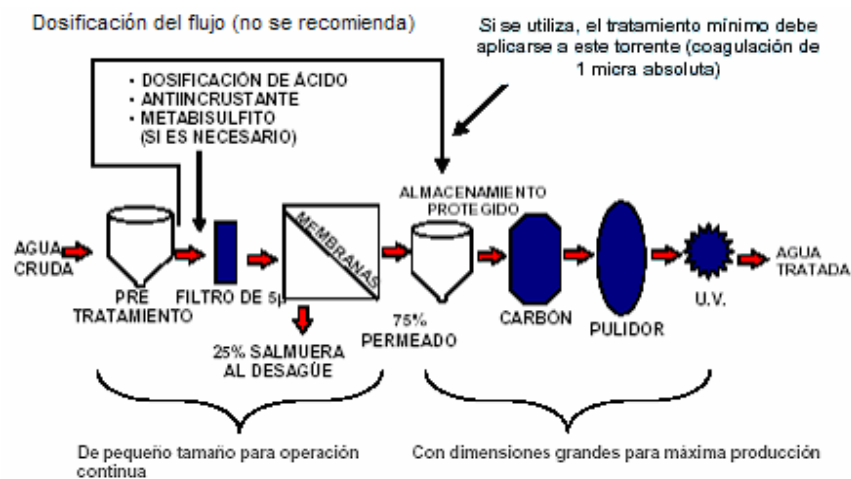 Dosificación del flujo (no se recomienda)
Si se utiliza, el tratamiento mínimo debe
aplicarse a este torrente (coagulación de
1 micra absoluta)
• DOSIFICACIÓN DE ÁCIDO
• ANTIINCRUSTANTE
• METABISULFITO
(SI ES NECESARIO)
ALMACENAMIENTO
PROTEGIDO
MEMBRANAS
AGUA
CRUDA
AGUA
TRATADA
PRE
TRATAMIENTO
FILTRO DE 5µ
75%
PERMEADO
CARBÓN
PULIDOR
U.V.
25% SALMUERA
AL DESAGÜE
De pequeño tamaño para operación
continua
Con dimensiones grandes para máxima producción